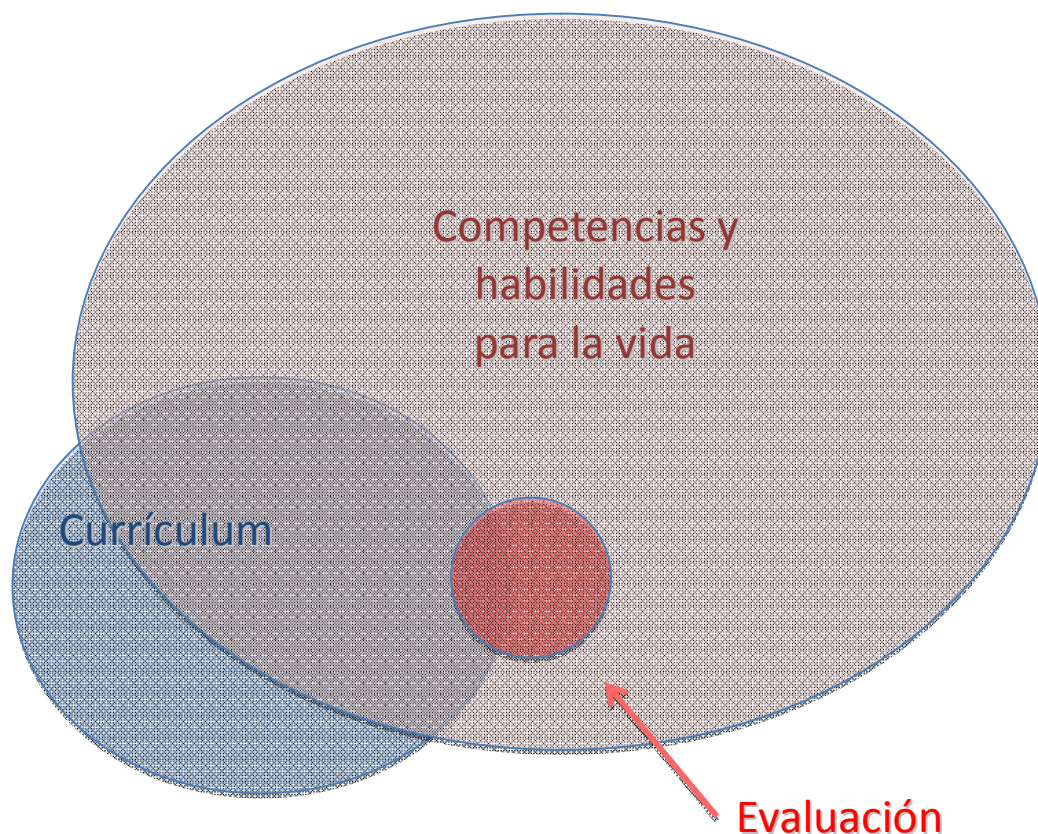 Competencias y
habilidades
para la vida
Currículum
Evaluación